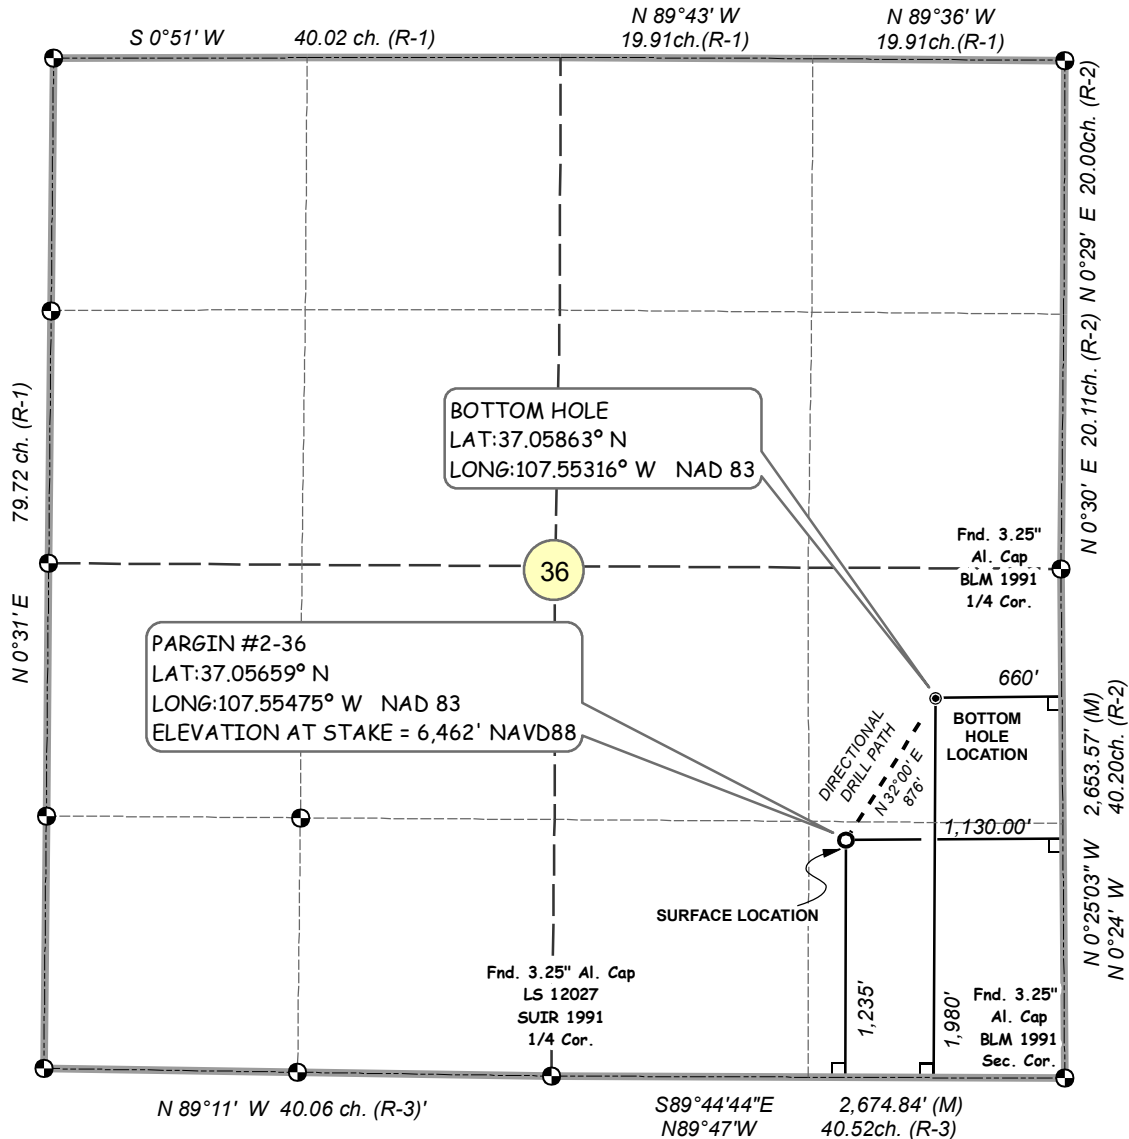 N 89°43' W
N 89°36' W
S 0°51' W
40.02 ch. (R-1)
19.91ch.(R-1)
19.91ch.(R-1)
N 0°29' E 20.00ch. (R-2)
N 0°30' E 20.11ch. (R-2)
N 0°31' E 79.72 ch. (R-1)
BOTTOM HOLE
LAT:37.05863° N
LONG:107.55316° W NAD 83
36
Fnd. 3.25"
Al. Cap
BLM 1991
1/4 Cor.
PARGIN #2-36
LAT:37.05659° N
LONG:107.55475° W NAD 83
ELEVATION AT STAKE = 6,462' NAVD88
660'
BOTTOM
HOLE
LOCATION
DIRECTIONAL
DRILL PATH
N 32°00' E
876'
1,130.00'
SURFACE LOCATION
N 0°25'03" W 2,653.57' (M)
N 0°24' W 40.20ch. (R-2)
Fnd. 3.25" Al. Cap
LS 12027
SUIR 1991
1/4 Cor.
1,235'
1,980'
Fnd. 3.25"
Al. Cap
BLM 1991
Sec. Cor.
N 89°11' W 40.06 ch. (R-3)'
S89°44'44"E 2,674.84' (M)
N89°47'W 40.52ch. (R-3)